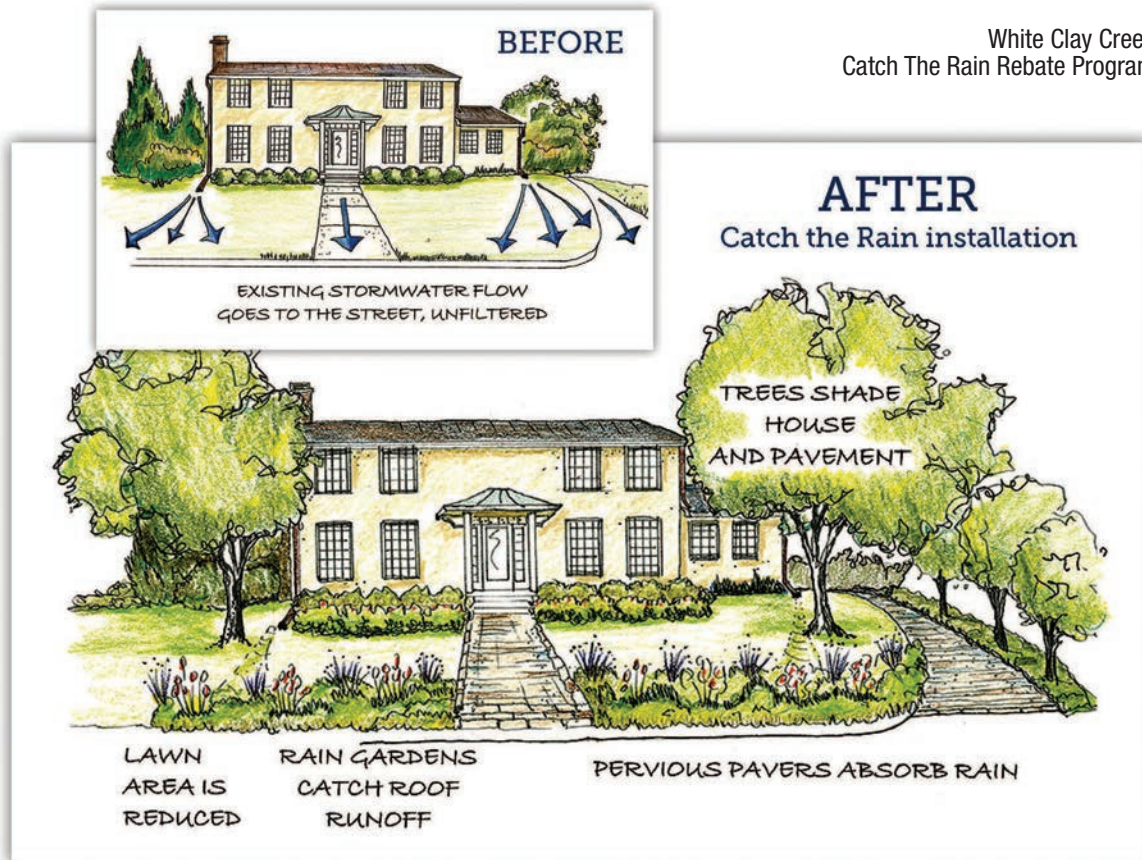 White Clay Cree
Catch The Rain Rebate Progra
BEFORE
EXISTING STORMWATER FLOW
GOES TO THE STREET, UNFILTERED
AFTER
Catch the Rain installation
TREES SHADE
HOUSE
AND PAVEMENT
LAWN
AREA IS
REDUCED
RAIN GARDENS
CATCH ROOF
RUNOFF
PERVIOUS PAVERS ABSORB RAIN